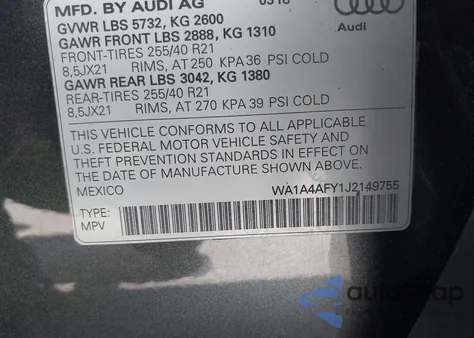 MFD. BY AUDI AG 03/18
GVWR LBS 5732, KG 2600
GAWR FRONT LBS 2888, KG 1310
FRONT-TIRES 255/40 R21
8,5JX21 RIMS, AT 250 KPA 36 PSI COLD
GAWR REAR LBS 3042, KG 1380
REAR-TIRES 255/40 R21
8,5JX21 RIMS, AT 270 KPA 39 PSI COLD
THIS VEHICLE CONFORMS TO ALL APPLICABLE
U.S. FEDERAL MOTOR VEHICLE SAFETY AND
THEFT PREVENTION STANDARDS IN EFFECT ON
THE DATE OF MANUFACTURE SHOWN ABOVE.
MEXICO WA1A4AFY1J2149755
TYPE:
MPV